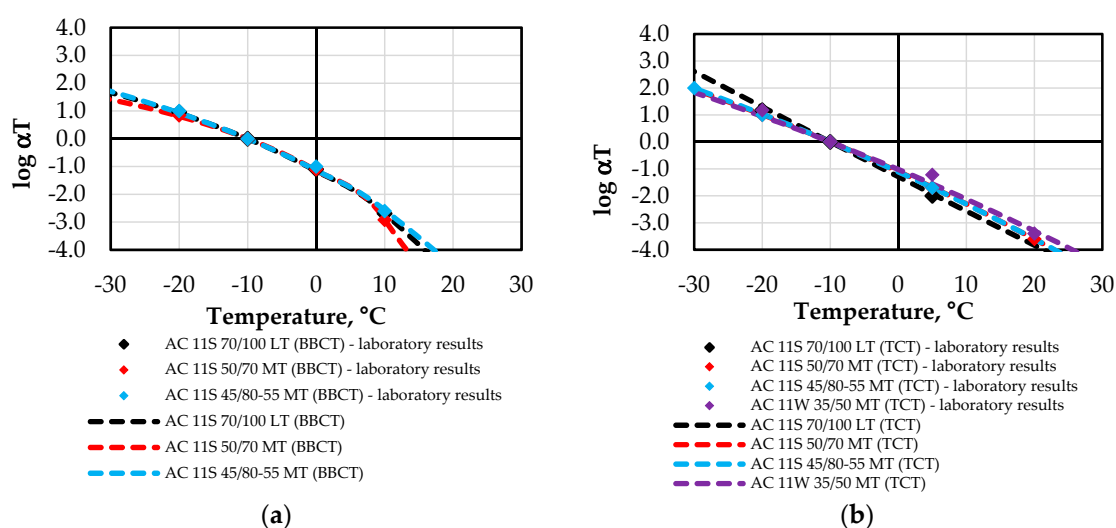 4.0
3.0
2.0
1.0
0.0
-1.0
-2.0
-3.0
-4.0
log αT
-30 -20 -10 0 10 20 30
Temperature, °C
AC 11S 70/100 LT (BBCT) - laboratory results
AC 11S 50/70 MT (BBCT) - laboratory results
AC 11S 45/80-55 MT (BBCT) - laboratory results
AC 11S 70/100 LT (BBCT)
AC 11S 50/70 MT (BBCT)
AC 11S 45/80-55 MT (BBCT)
(a)
4.0
3.0
2.0
1.0
0.0
-1.0
-2.0
-3.0
-4.0
log αT
-30 -20 -10 0 10 20 30
Temperature, °C
AC 11S 70/100 LT (TCT) - laboratory results
AC 11S 50/70 MT (TCT) - laboratory results
AC 11S 45/80-55 MT (TCT) - laboratory results
AC 11W 35/50 MT (TCT) - laboratory results
AC 11S 70/100 LT (TCT)
AC 11S 50/70 MT (TCT)
AC 11S 45/80-55 MT (TCT)
AC 11W 35/50 MT (TCT)
(b)